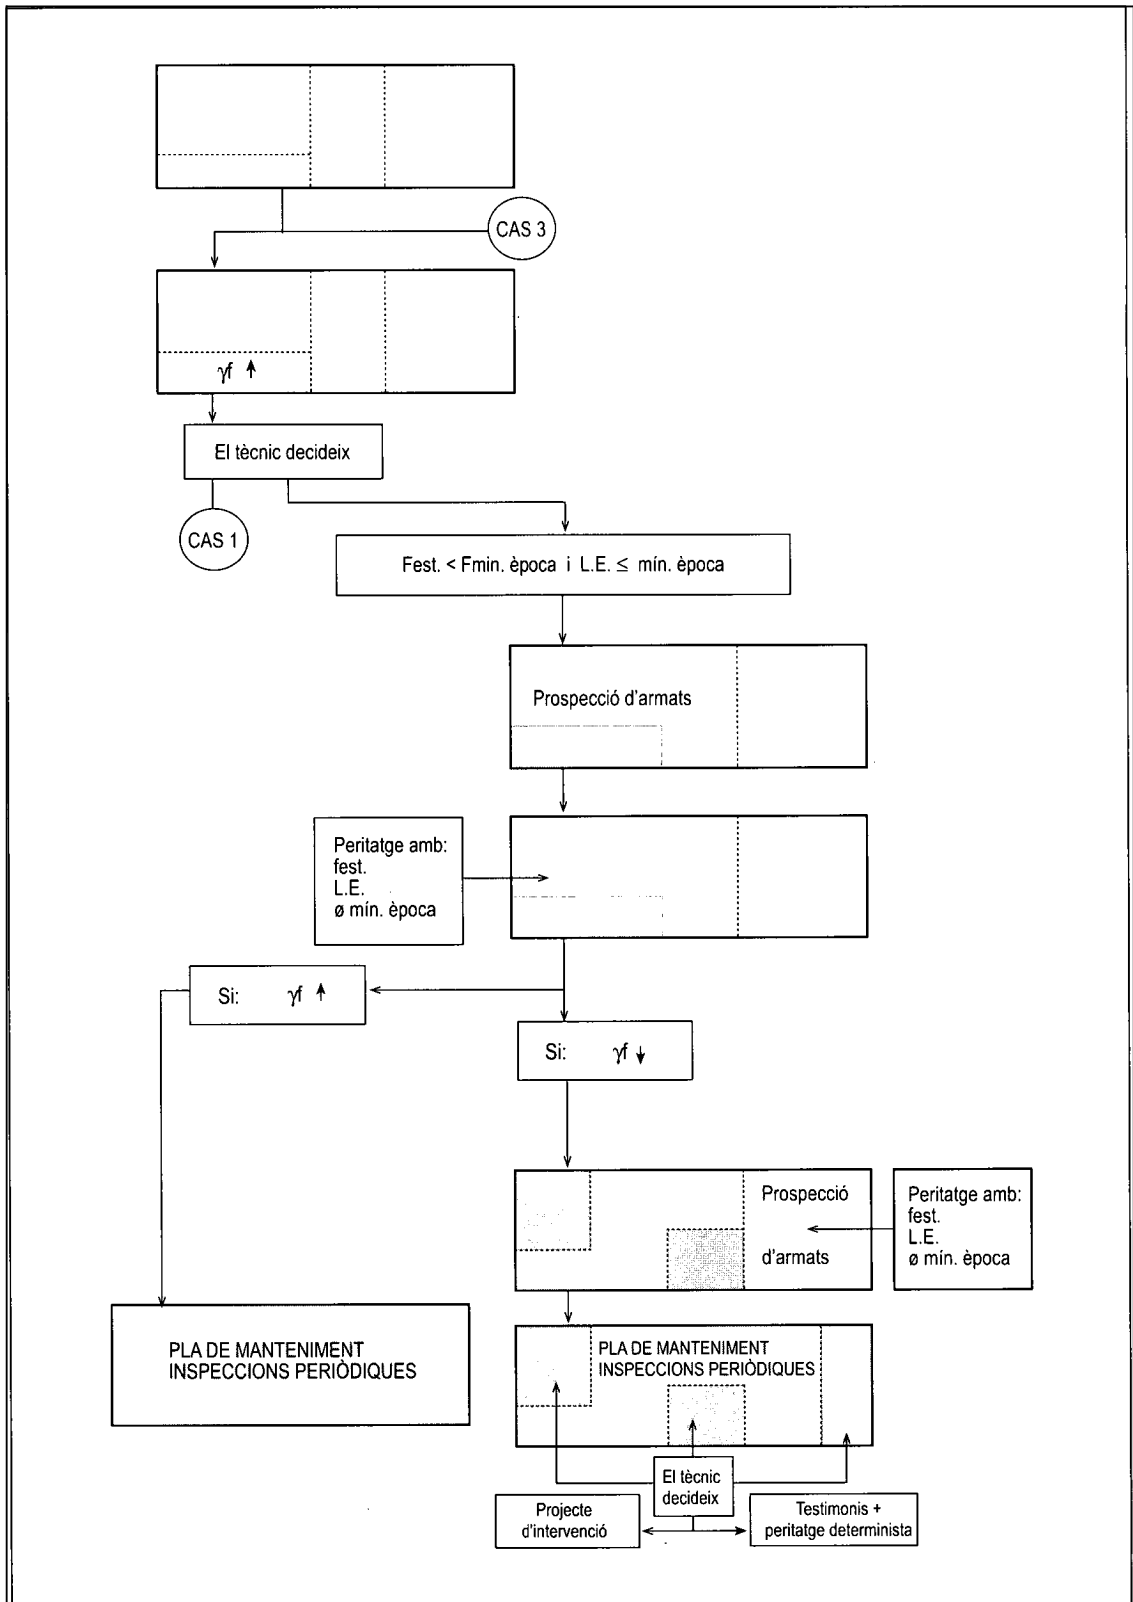 CAS 3
γf ↑
El tècnic decideix
CAS 1
Fest. < Fmin. època i L.E. ≤ mín. època
Prospecció d'armats
Peritatge amb:
fest.
L.E.
ø mín. època
Si: γf ↑
Si: γf ↓
Prospecció
d'armats
Peritatge amb:
fest.
L.E.
ø mín. època
PLA DE MANTENIMENT
INSPECCIONS PERIÒDIQUES
PLA DE MANTENIMENT
INSPECCIONS PERIÒDIQUES
El tècnic
decideix
Projecte
d'intervenció
Testimonis +
peritatge determinista